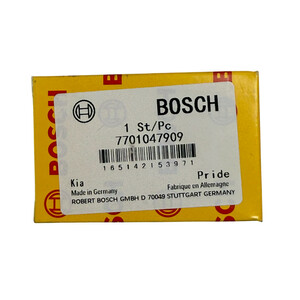 BOSCH
BOSCH
1 St/Pc
7701047909
165142153971
Kia Pride
Made in Germany Fabrique en Allemagne
ROBERT BOSCH GMBH D 70049 STUTTGART GERMANY